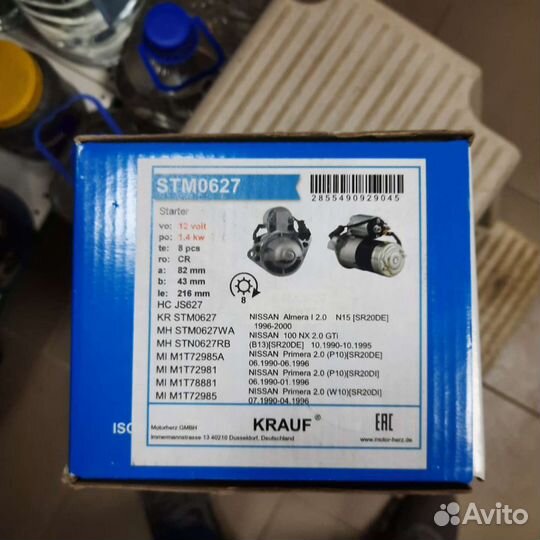 STM0627
2855490929045
Starter
vo: 12 volt
po: 1.4 kw
te: 8 pcs
ro: CR
a: 82 mm
b: 43 mm
le: 216 mm
8
HC JS627
KR STM0627
MH STM0627WA
MH STN0627RB
MI M1T72985A
MI M1T72981
MI M1T78881
MI M1T72985
NISSAN Almera I 2.0 N15 [SR20DE]
1996-2000
NISSAN 100 NX 2.0 GTi
(B13)[SR20DE] 10.1990-10.1995
NISSAN Primera 2.0 (P10)[SR20DE]
06.1990-06.1996
NISSAN Primera 2.0 (P10)[SR20DI]
06.1990-01.1996
NISSAN Primera 2.0 (W10)[SR20DI]
07.1990-04.1996
ISO
Motorherz GMBH
Immermannstrasse 13 40210 Dusseldorf, Deutschland
KRAUF ®
EAC
www.motor-herz.de
Avito